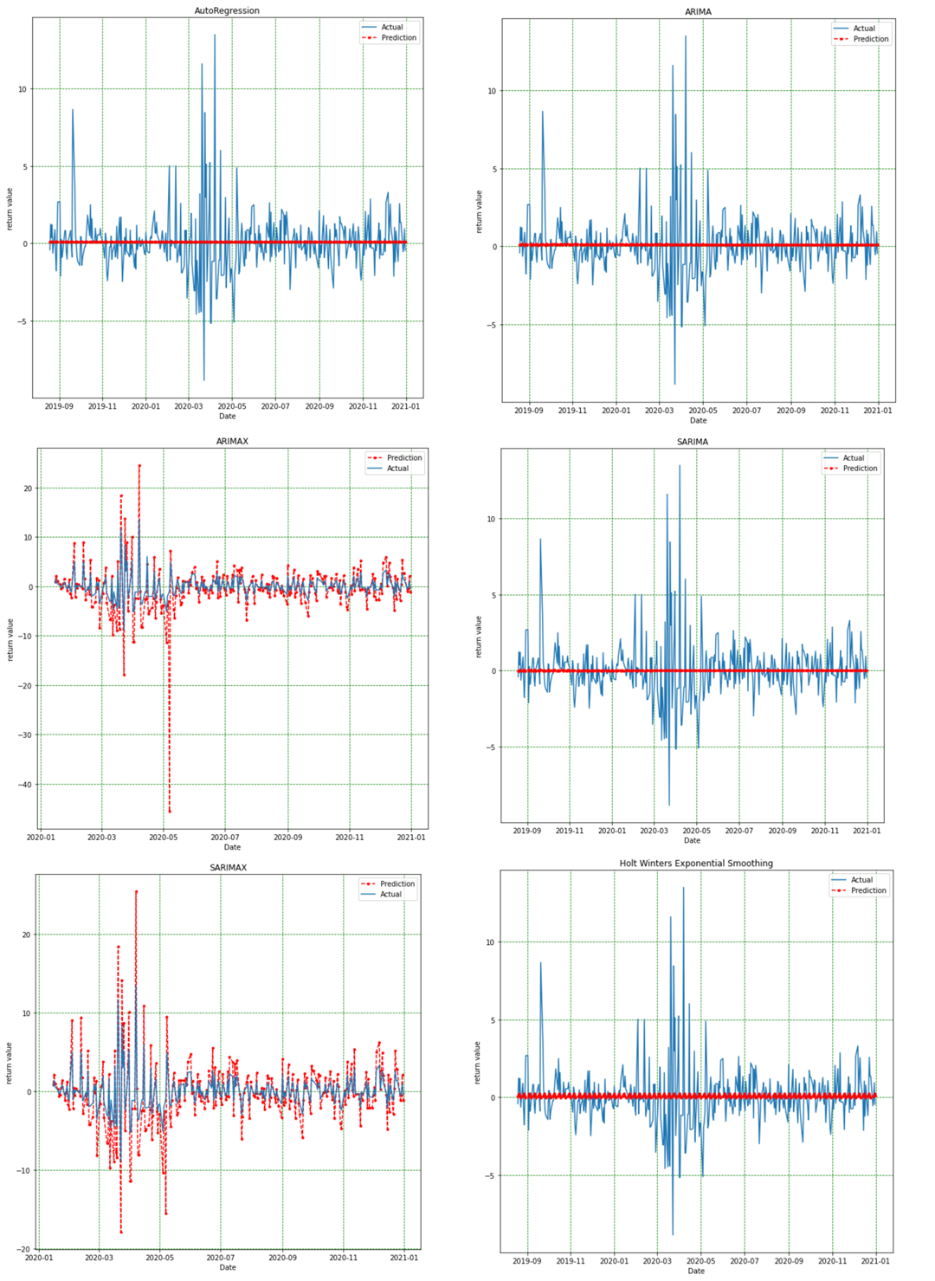 AutoRegression
Actual
Prediction
10
5
0
−5
return value
2019-09 2019-11 2020-01 2020-03 2020-05 2020-07 2020-09 2020-11 2021-01
Date
ARIMA
Actual
Prediction
10
5
0
−5
return value
2019-09 2019-11 2020-01 2020-03 2020-05 2020-07 2020-09 2020-11 2021-01
Date
ARIMAX
Prediction
Actual
20
10
0
−10
−20
−30
−40
return value
2020-01 2020-03 2020-05 2020-07 2020-09 2020-11 2021-01
Date
SARIMA
Actual
Prediction
10
5
0
−5
return value
2019-09 2019-11 2020-01 2020-03 2020-05 2020-07 2020-09 2020-11 2021-01
Date
SARIMAX
Prediction
Actual
20
10
0
−10
−20
return value
2020-01 2020-03 2020-05 2020-07 2020-09 2020-11 2021-01
Date
Holt Winters Exponential Smoothing
Actual
Prediction
10
5
0
−5
return value
2019-09 2019-11 2020-01 2020-03 2020-05 2020-07 2020-09 2020-11 2021-01
Date